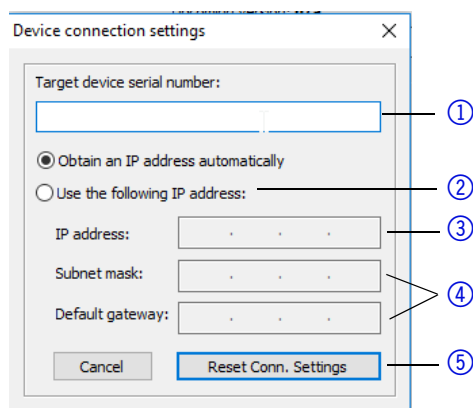 Device connection settings
Target device serial number:
①
Obtain an IP address automatically
Use the following IP address:
②
IP address: . . .
③
Subnet mask: . . .
④
Default gateway: . . .
Cancel
Reset Conn. Settings
⑤